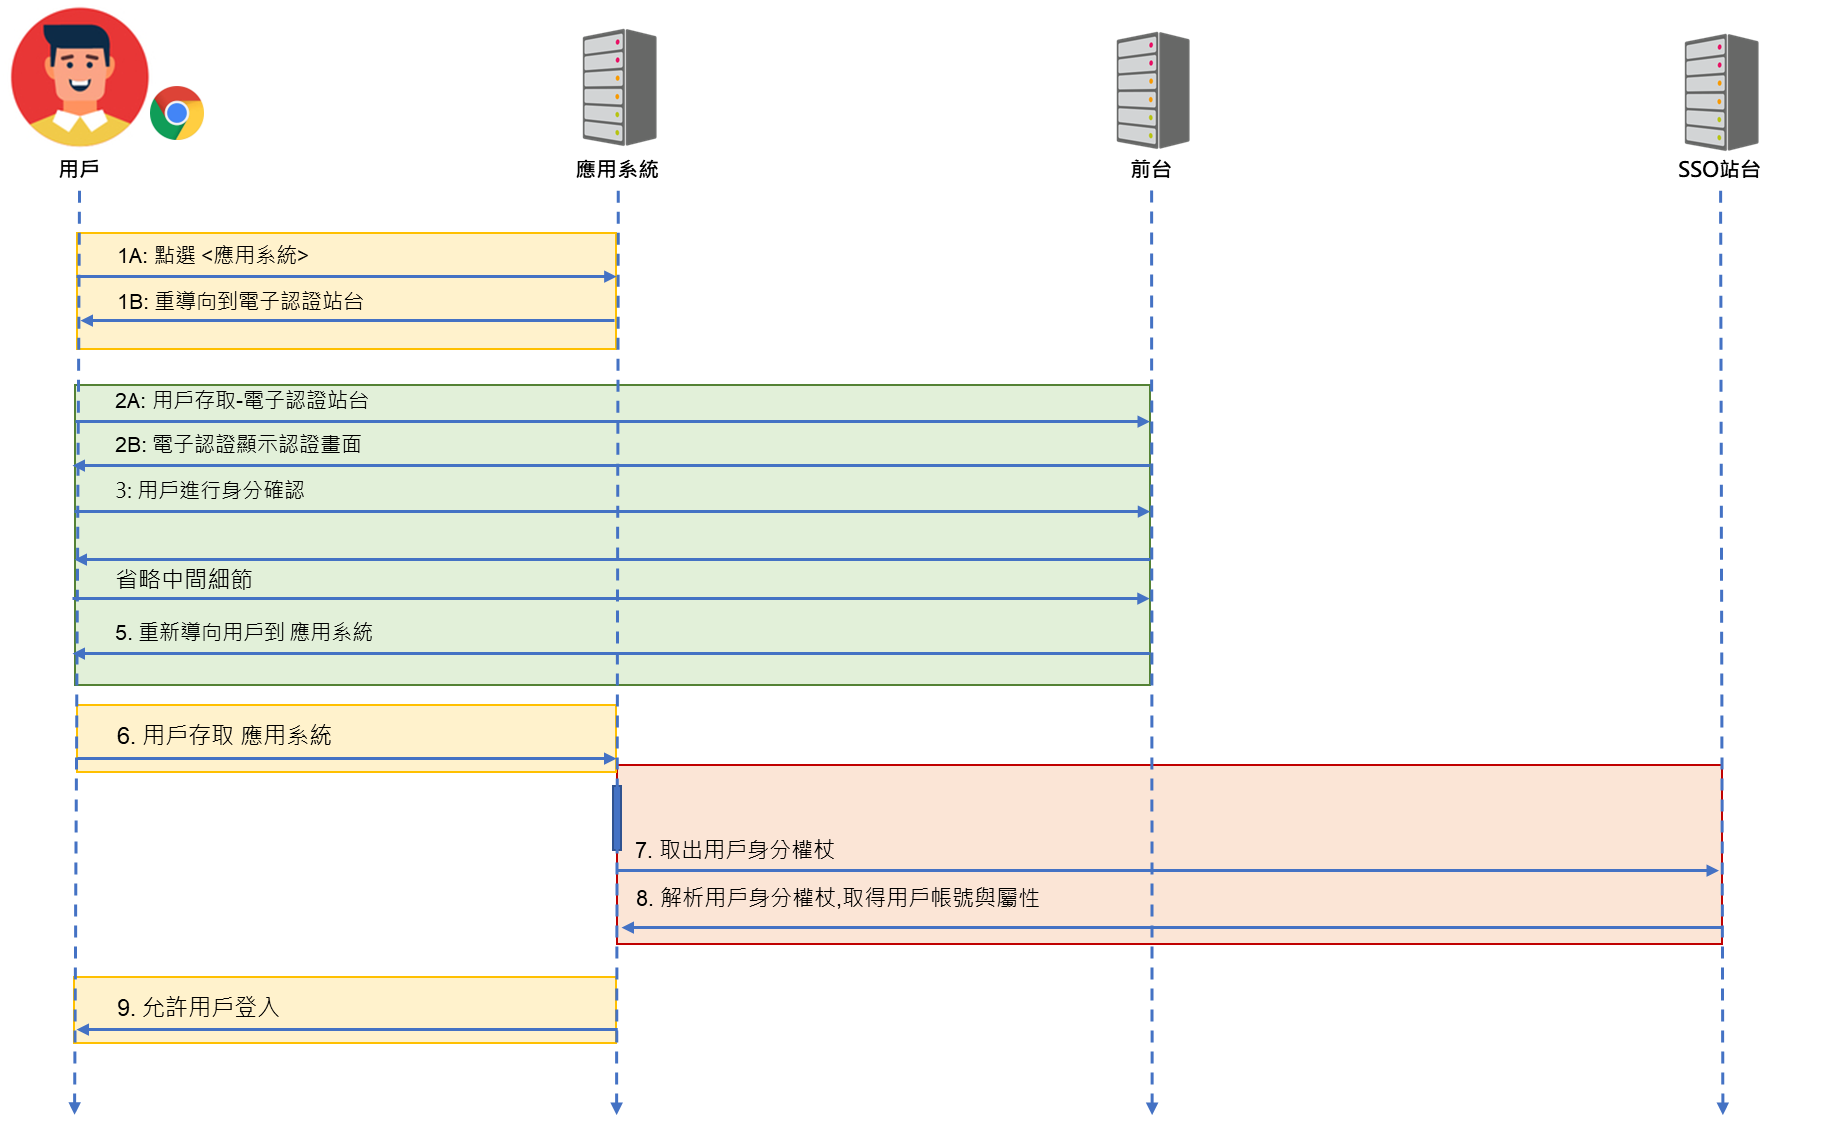 用戶
應用系統
前台
SSO站台
1A: 點選 <應用系統>
1B: 重導向到電子認證站台
2A: 用戶存取-電子認證站台
2B: 電子認證顯示認證畫面
3: 用戶進行身分確認
省略中間細節
5. 重新導向用戶到 應用系統
6. 用戶存取 應用系統
7. 取出用戶身分權杖
8. 解析用戶身分權杖,取得用戶帳號與屬性
9. 允許用戶登入